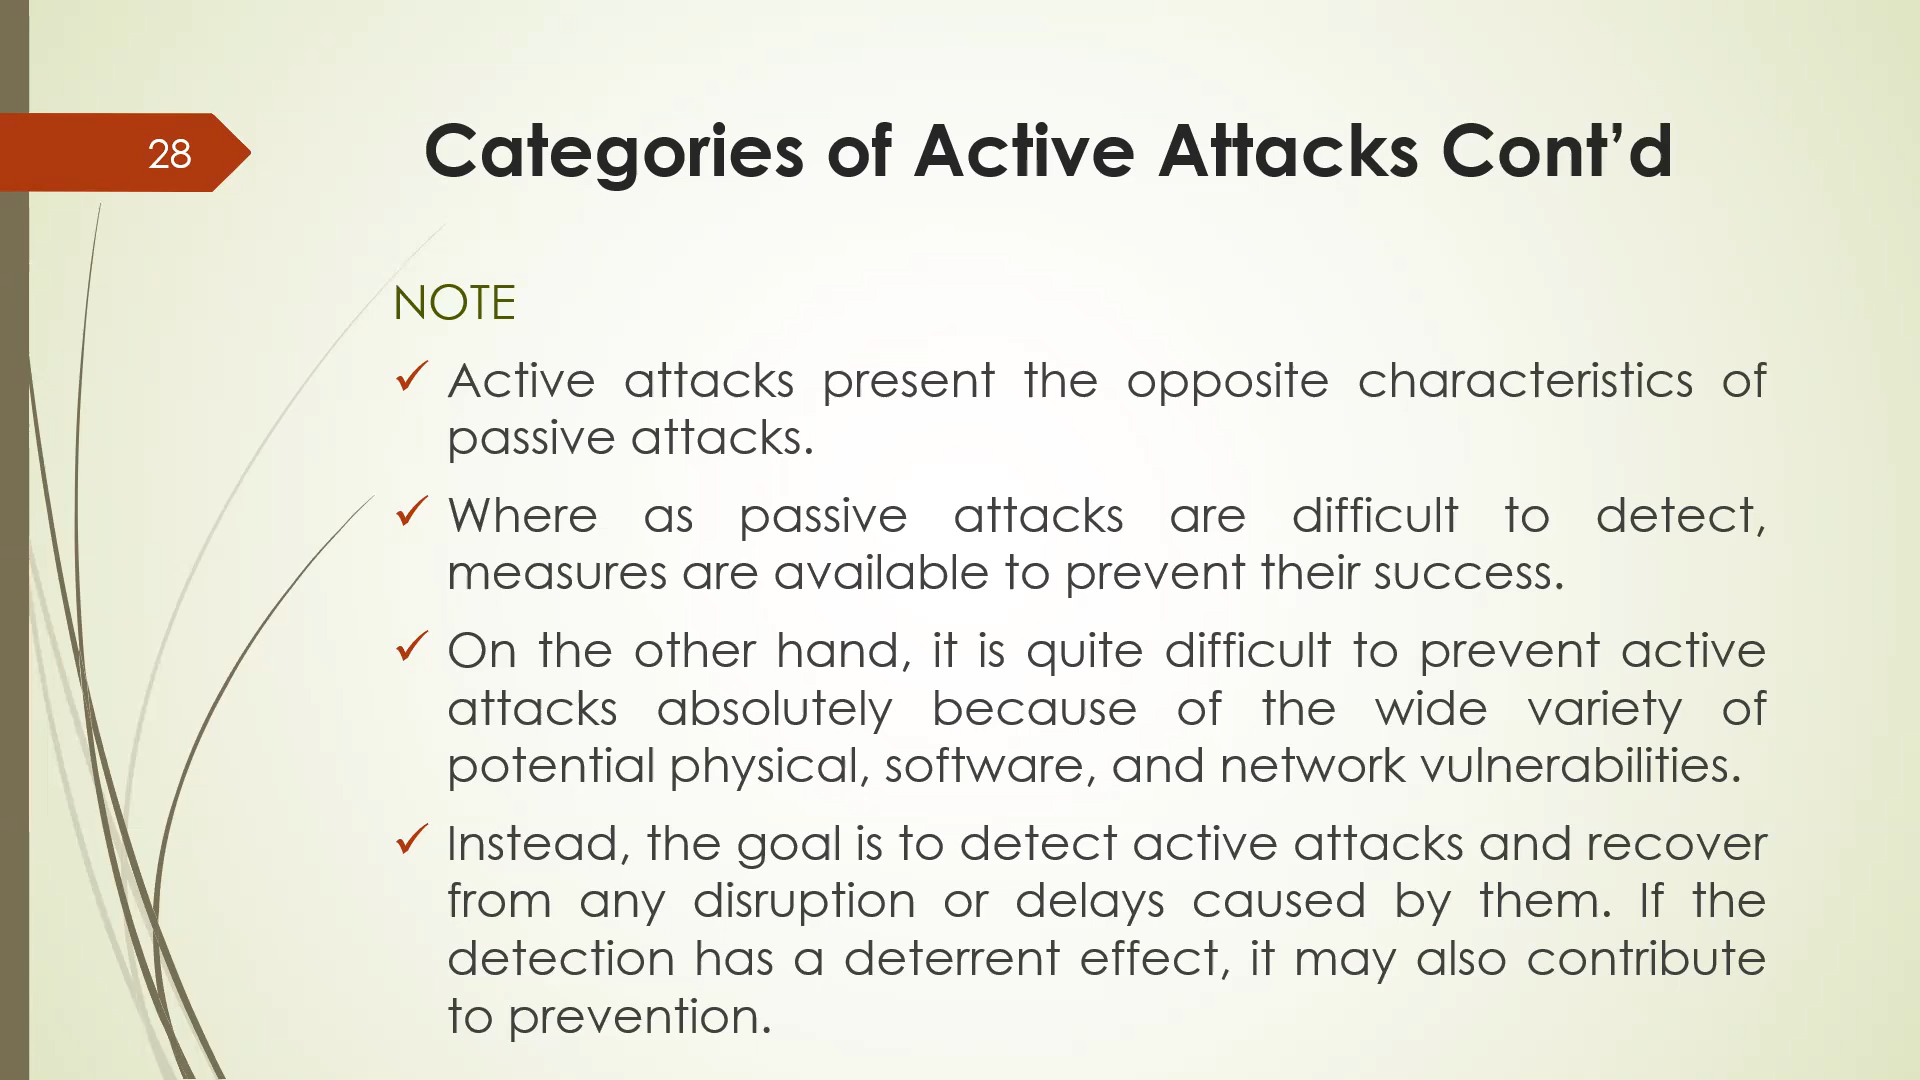 28
Categories of Active Attacks Cont’d
NOTE
✓ Active attacks present the opposite characteristics of
passive attacks.
✓ Where as passive attacks are difficult to detect,
measures are available to prevent their success.
✓ On the other hand, it is quite difficult to prevent active
attacks absolutely because of the wide variety of
potential physical, software, and network vulnerabilities.
✓ Instead, the goal is to detect active attacks and recover
from any disruption or delays caused by them. If the
detection has a deterrent effect, it may also contribute
to prevention.